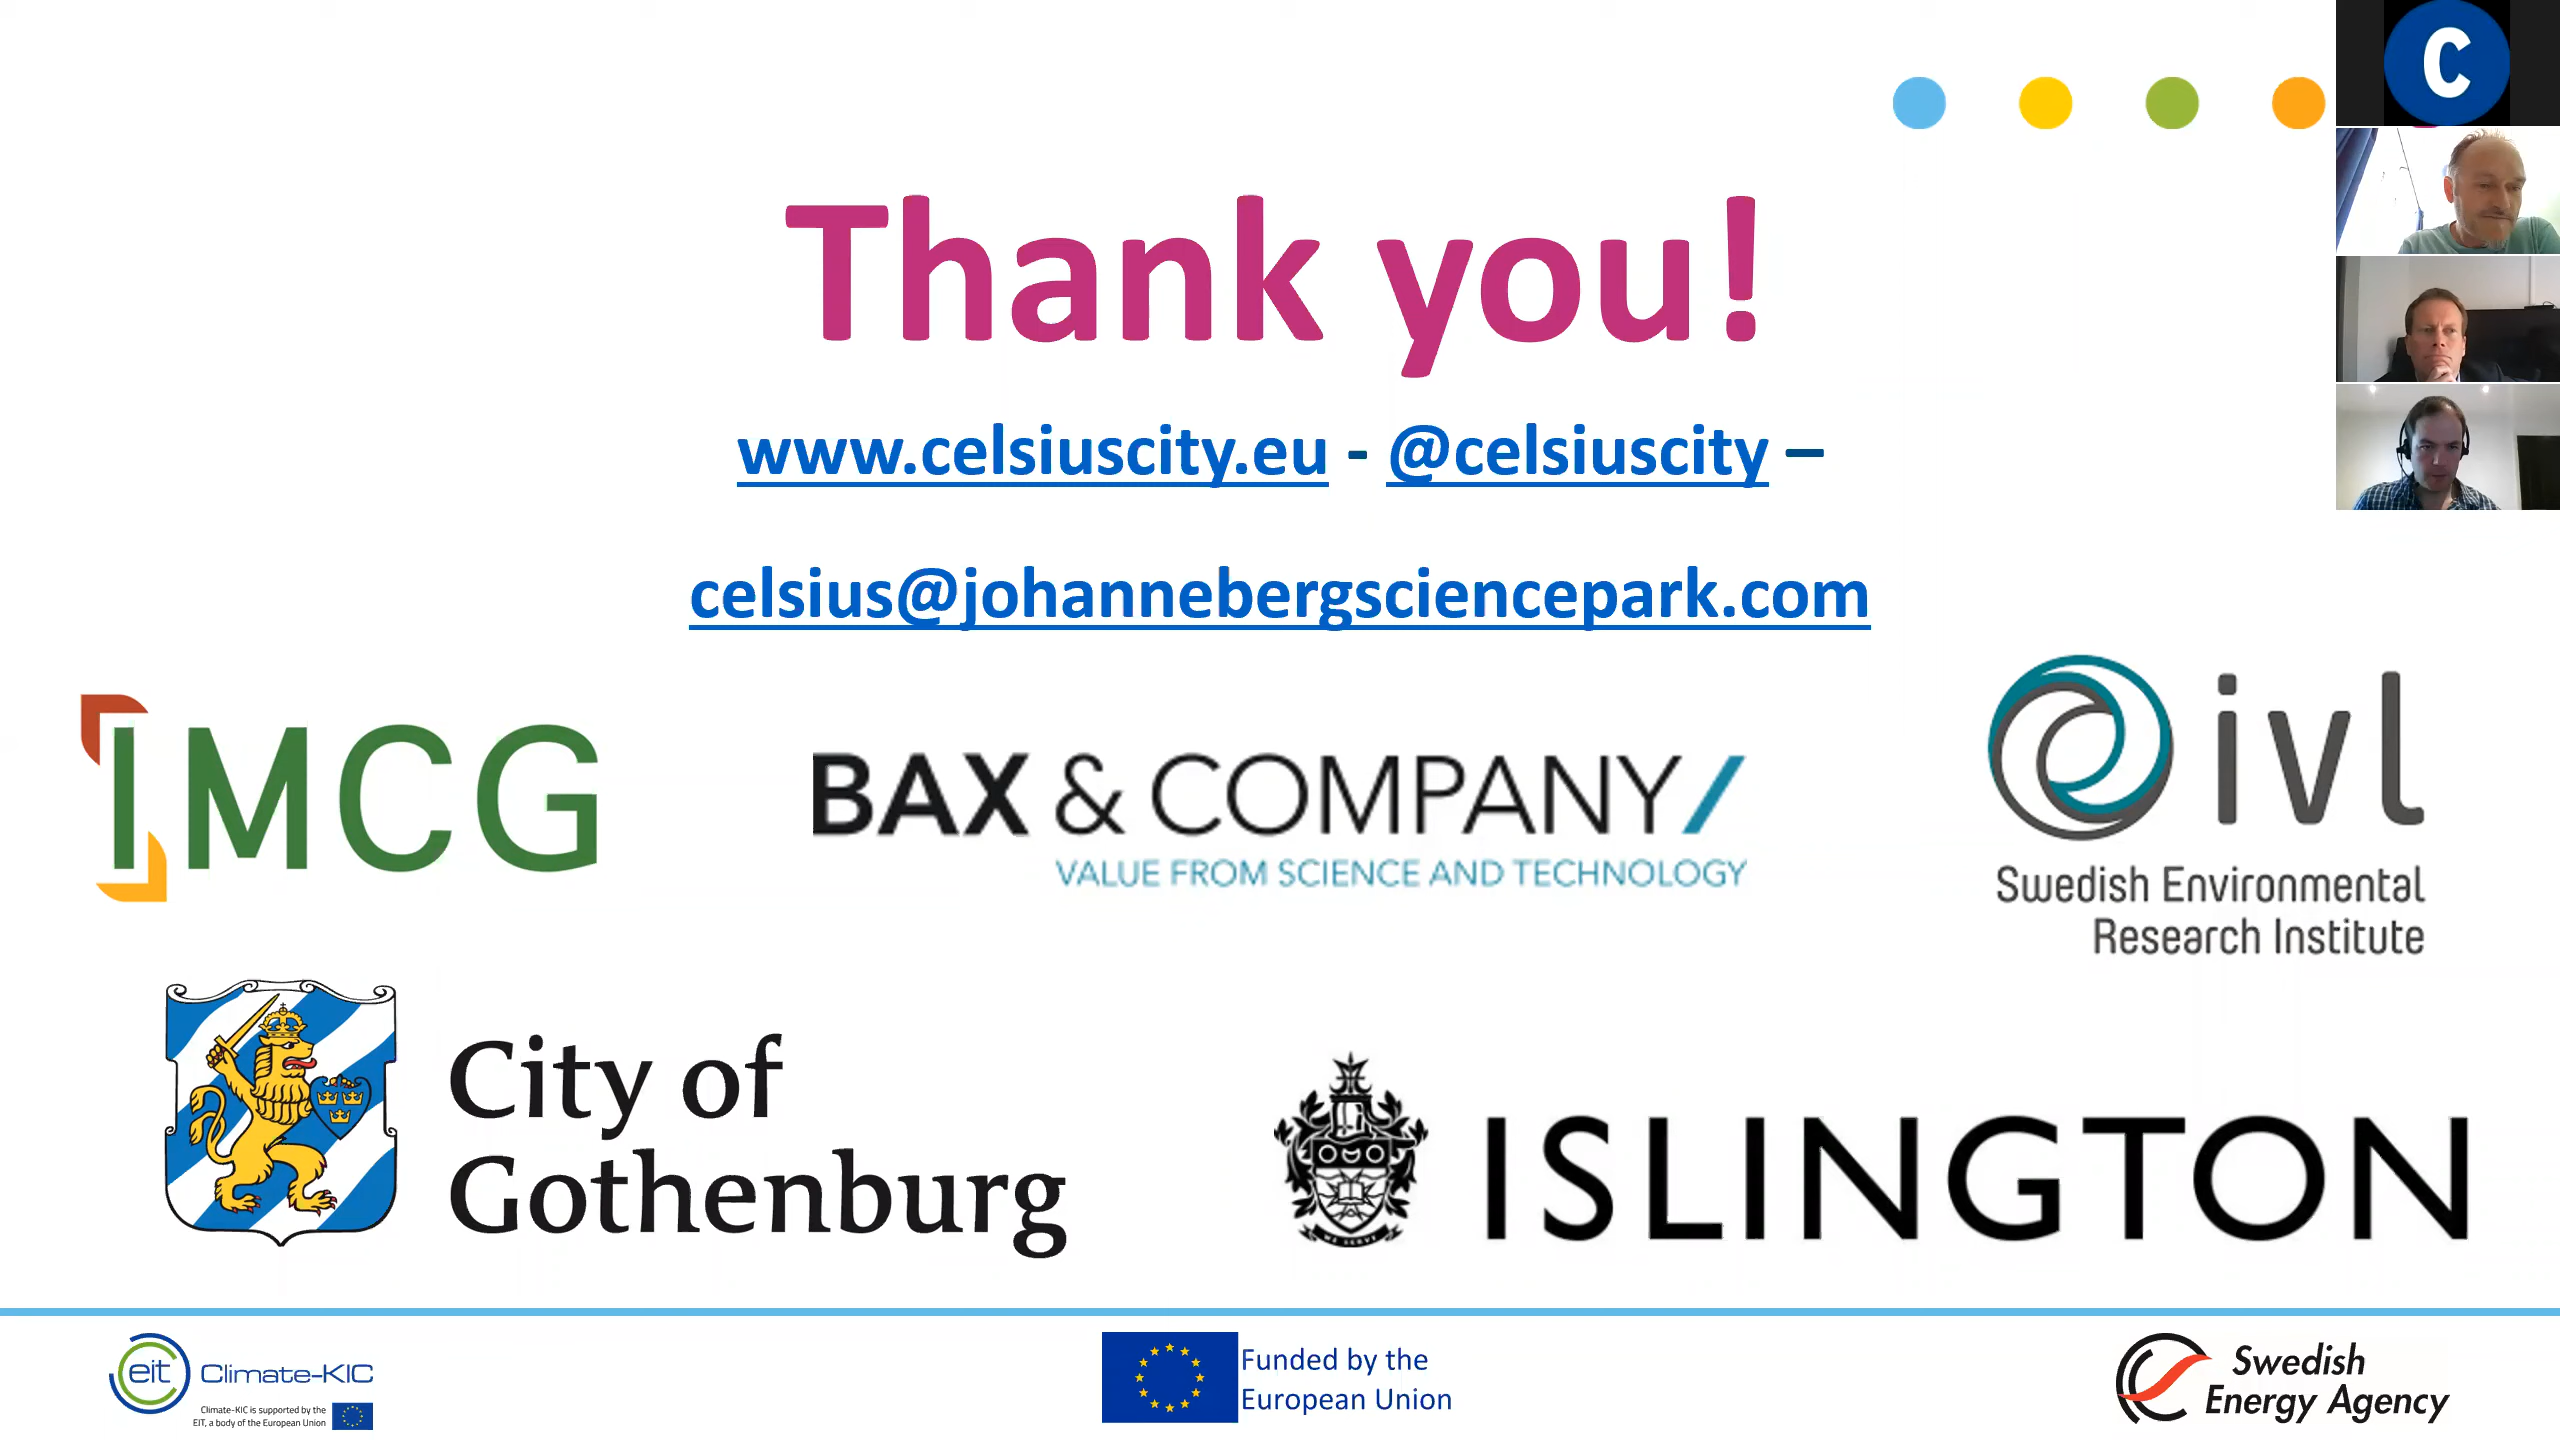 C
Thank you!
www.celsiuscity.eu - @celsiuscity –
celsius@johannebergsciencepark.com
IMCG
BAX & COMPANY/
VALUE FROM SCIENCE AND TECHNOLOGY
ivl
Swedish Environmental
Research Institute
City of
Gothenburg
ISLINGTON
WE SERVE
eit Climate-KIC
Climate-KIC is supported by the
EIT, a body of the European Union
Funded by the
European Union
Swedish
Energy Agency